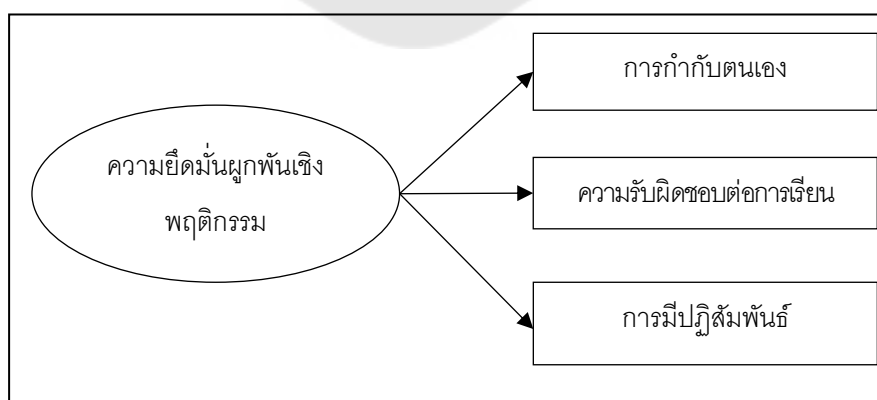 การกำกับตนเอง
ความยึดมั่นผูกพันเชิง
พฤติกรรม
ความรับผิดชอบต่อการเรียน
การมีปฏิสัมพันธ์